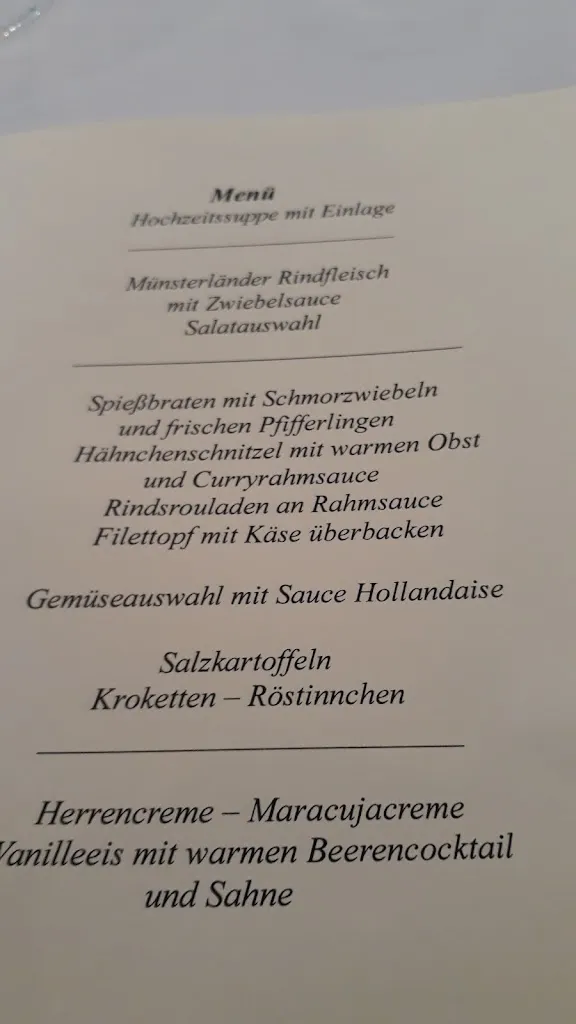 Menü
Hochzeitssuppe mit Einlage
Münsterländer Rindfleisch
mit Zwiebelsauce
Salatauswahl
Spießbraten mit Schmorzwiebeln
und frischen Pfifferlingen
Hähnchenschnitzel mit warmen Obst
und Curryrahmsauce
Rindsrouladen an Rahmsauce
Filettopf mit Käse überbacken
Gemüseauswahl mit Sauce Hollandaise
Salzkartoffeln
Kroketten – Röstinnchen
Herrencreme – Maracujacreme
Vanilleeis mit warmen Beerencocktail
und Sahne